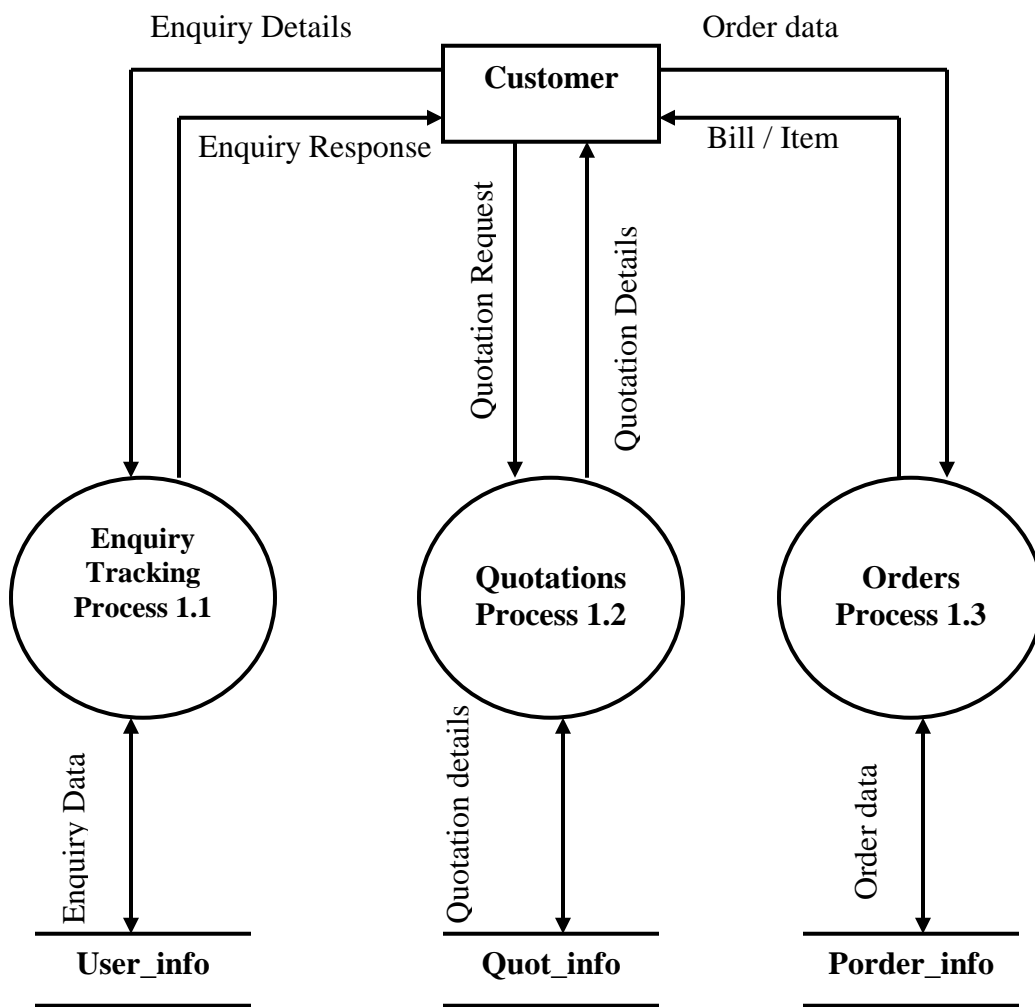 Enquiry Details
Order data
Customer
Enquiry Response
Bill / Item
Quotation Request
Quotation Details
Enquiry
Tracking
Process 1.1
Quotations
Process 1.2
Orders
Process 1.3
Enquiry Data
Quotation details
Order data
User_info
Quot_info
Porder_info